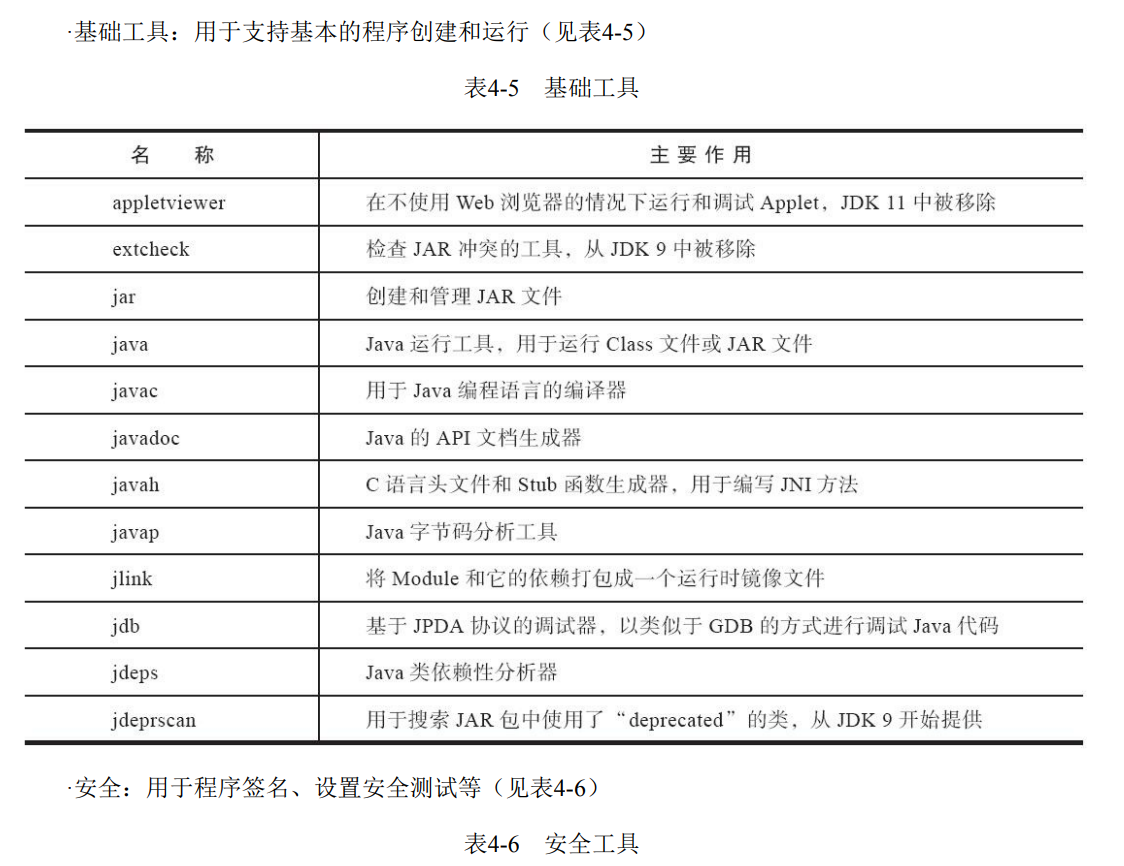 ·基础工具：用于支持基本的程序创建和运行（见表4-5）
表4-5 基础工具
名 称 主 要 作 用
appletviewer 在不使用 Web 浏览器的情况下运行和调试 Applet，JDK 11 中被移除
extcheck 检查 JAR 冲突的工具，从 JDK 9 中被移除
jar 创建和管理 JAR 文件
java Java 运行工具，用于运行 Class 文件或 JAR 文件
javac 用于 Java 编程语言的编译器
javadoc Java 的 API 文档生成器
javah C 语言头文件和 Stub 函数生成器，用于编写 JNI 方法
javap Java 字节码分析工具
jlink 将 Module 和它的依赖打包成一个运行时镜像文件
jdb 基于 JPDA 协议的调试器，以类似于 GDB 的方式进行调试 Java 代码
jdeps Java 类依赖性分析器
jdeprscan 用于搜索 JAR 包中使用了“deprecated”的类，从 JDK 9 开始提供
·安全：用于程序签名、设置安全测试等（见表4-6）
表4-6 安全工具